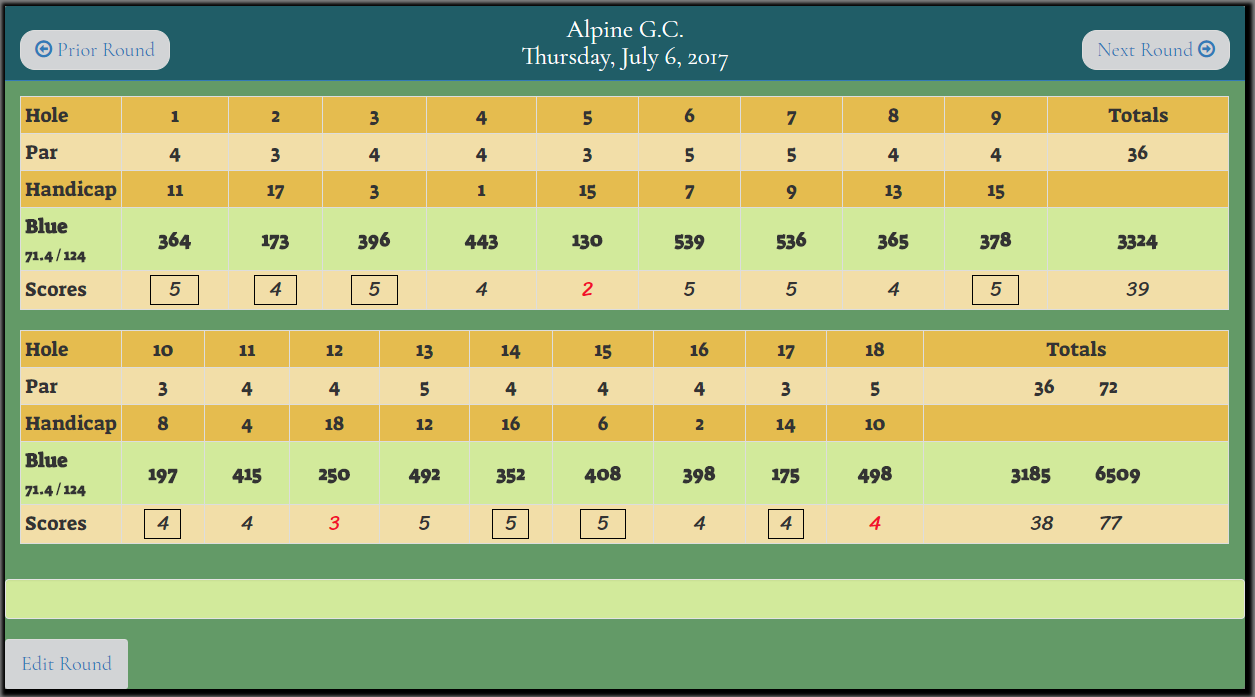 Alpine G.C.
Prior Round
Thursday, July 6, 2017
Next Round
Hole 1 2 3 4 5 6 7 8 9 Totals
Par 4 3 4 4 3 5 5 4 4 36
Handicap 11 17 3 1 15 7 9 13 15
Blue 364 173 396 443 130 539 536 365 378 3324
71.4 / 124
Scores 5 4 5 4 2 5 5 4 5 39
Hole 10 11 12 13 14 15 16 17 18 Totals
Par 3 4 4 5 4 4 4 3 5 36 72
Handicap 8 4 18 12 16 6 2 14 10
Blue 197 415 250 492 352 408 398 175 498 3185 6509
71.4 / 124
Scores 4 4 3 5 5 5 4 4 4 38 77
Edit Round